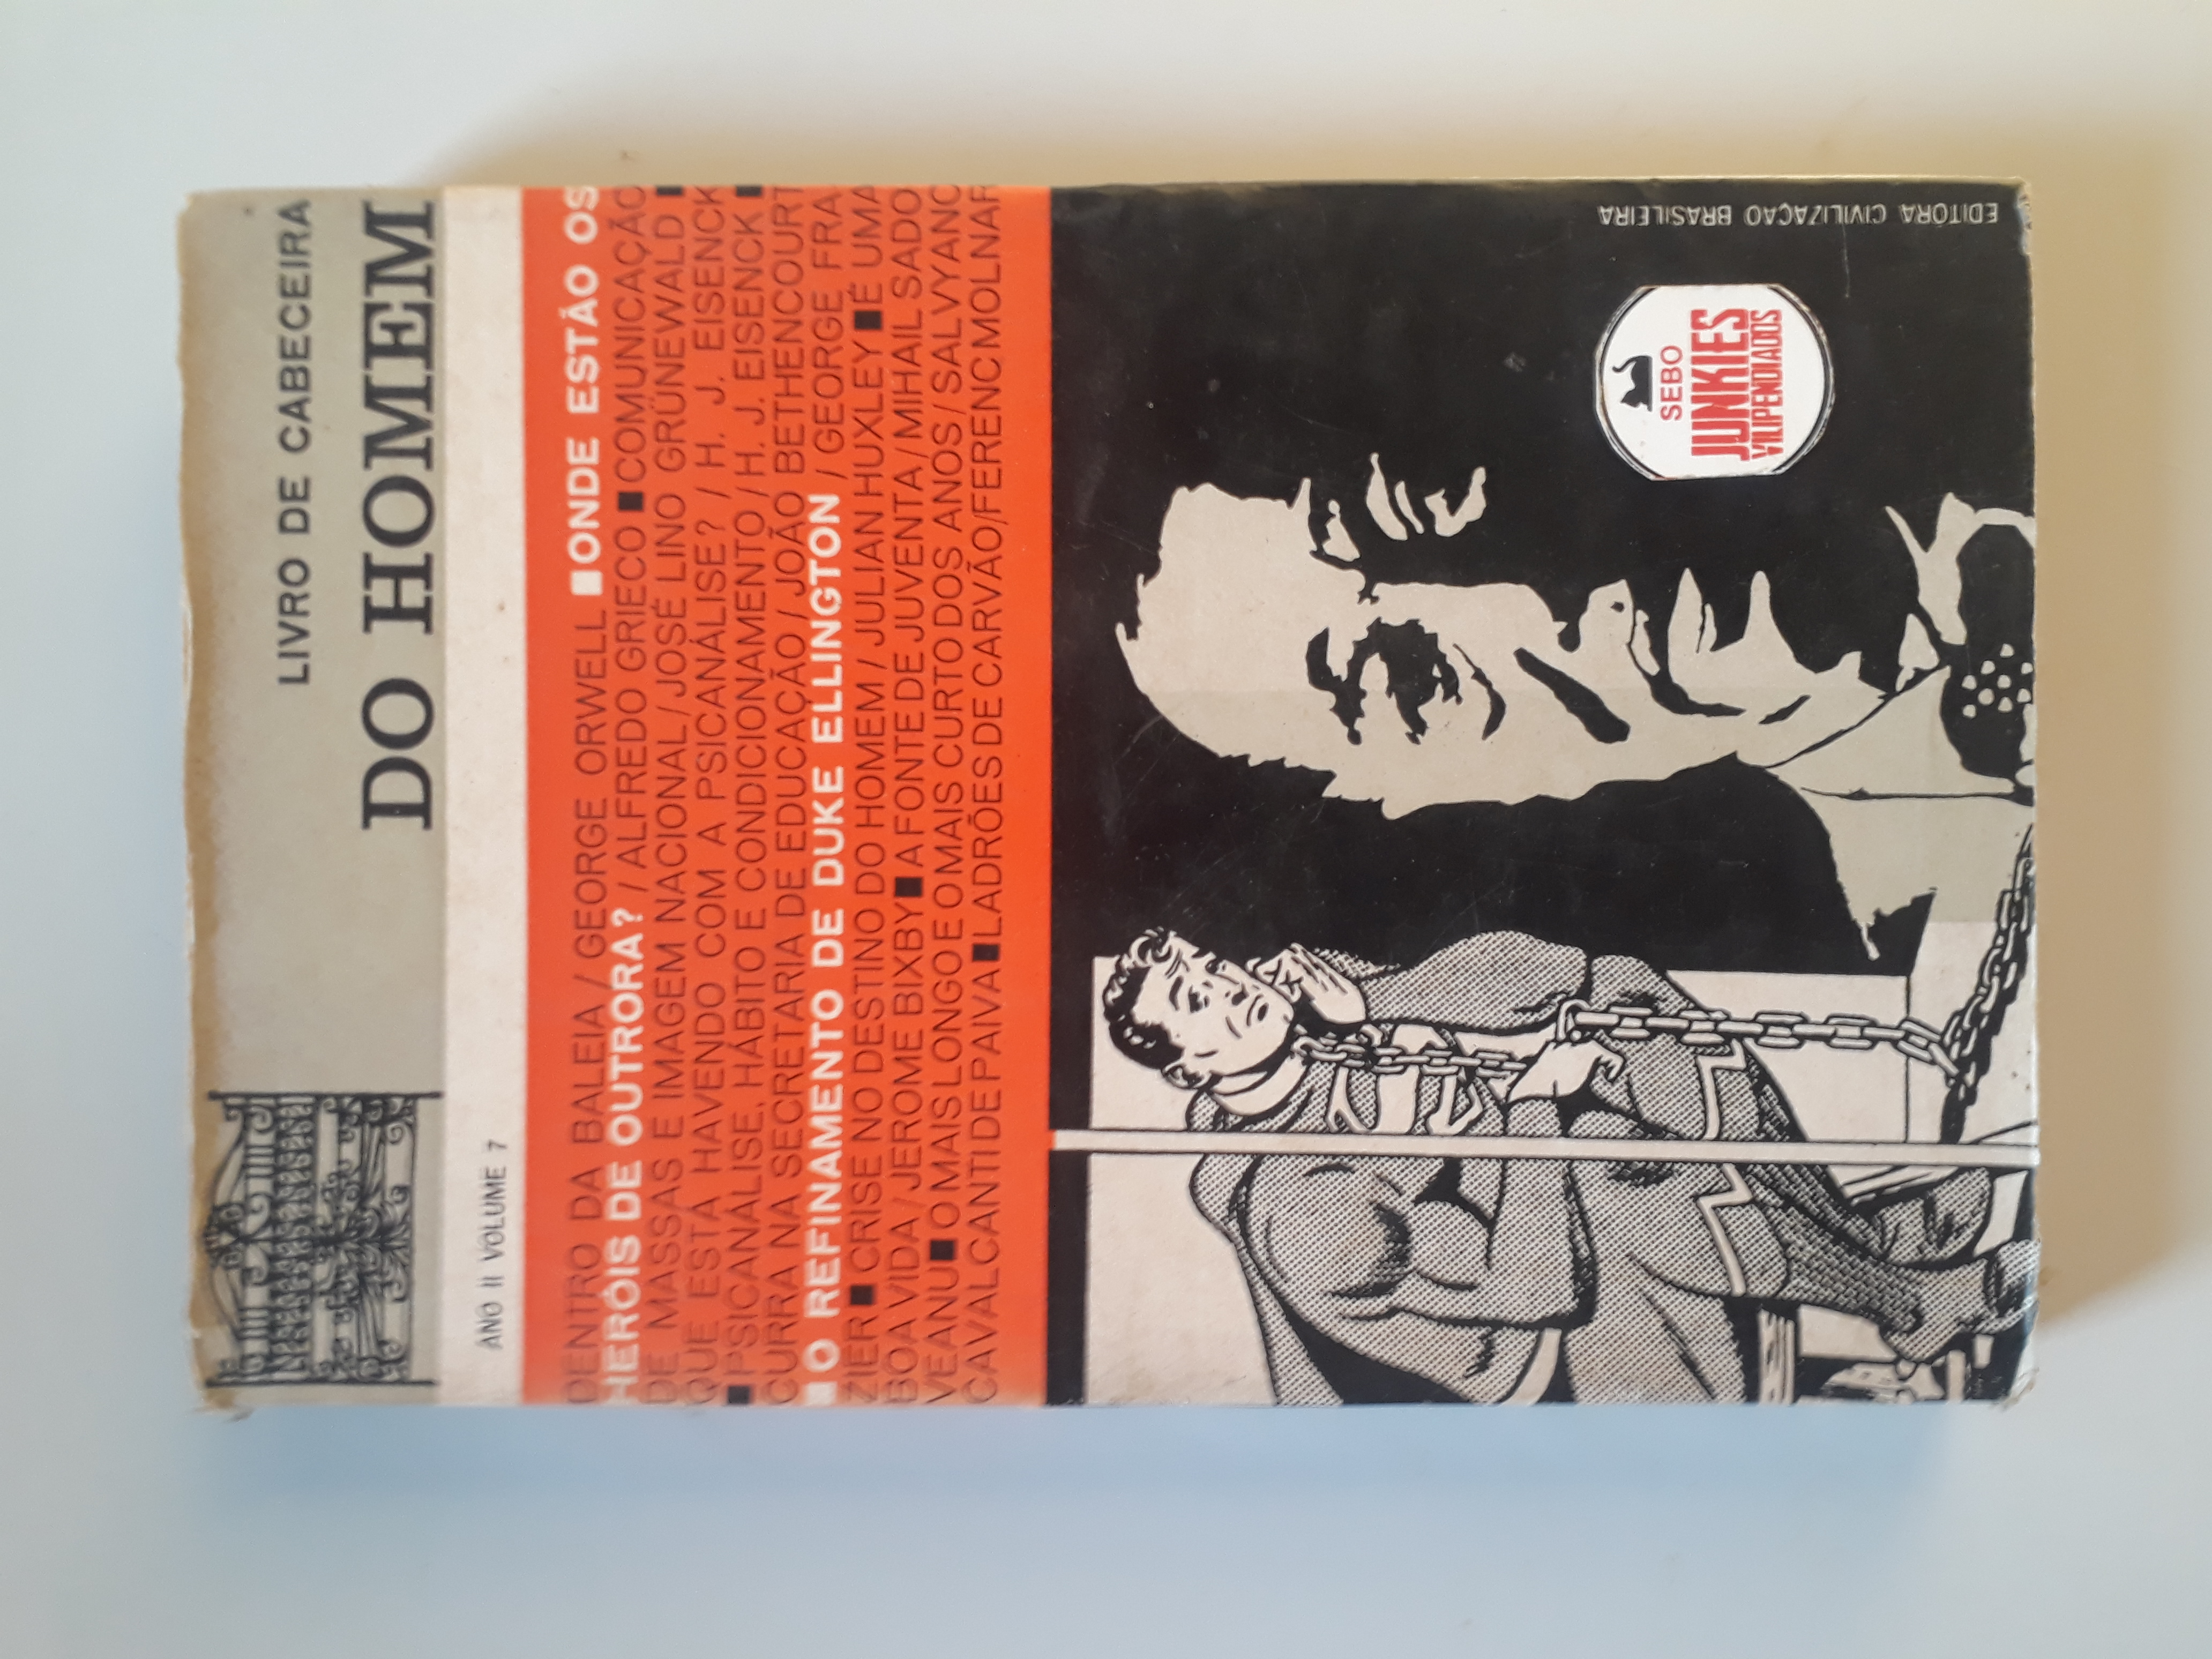 LIVRO DE CABECEIRA
DO HOMEM
ANO II VOLUME 7
■ONDE ESTÃO OS
DENTRO DA BALEIA / GEORGE ORWELL
HERÓIS DE OUTRORA? / ALFREDO GRIECO ■ COMUNICAÇÃO
DE MASSAS E IMAGEM NACIONAL / JOSÉ LINO GRÜNEWALD ■
QUE ESTÁ HAVENDO COM A PSICANÁLISE? / H. J. EISENCK
■ PSICANÁLISE, HÁBITO E CONDICIONAMENTO / H. J. EISENCK ■
CURRA NA SECRETARIA DE EDUCAÇÃO / JOÃO BETHENCOURT
■ O REFINAMENTO DE DUKE ELLINGTON / GEORGE FRA
ZIER ■ CRISE NO DESTINO DO HOMEM / JULIAN HUXLEY ■ É UMA
BOA VIDA / JEROME BIXBY ■ A FONTE DE JUVENTA / MIHAIL SADO
VEANU ■ O MAIS LONGO E O MAIS CURTO DOS ANOS / SALVYANO
CAVALCANTI DE PAIVA ■ LADRÕES DE CARVÃO / FERENC MOLNAR
SEBO
JUNKIES
VILIPENDIADOS
EDITORA CIVILIZAÇÃO BRASILEIRA